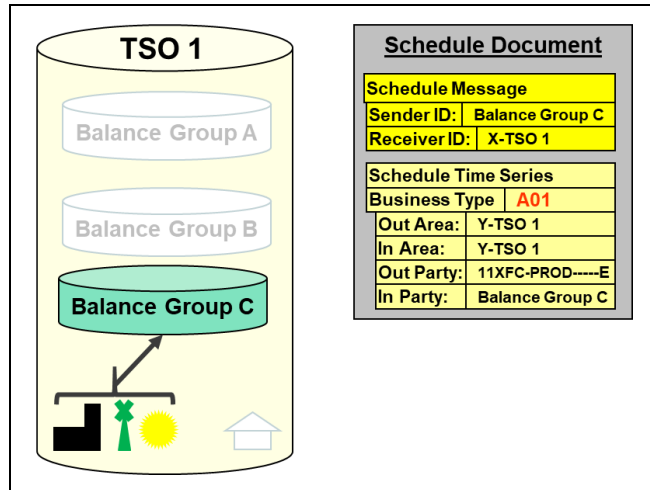 TSO 1
Balance Group A
Balance Group B
Balance Group C
Schedule Document
Schedule Message
Sender ID: Balance Group C
Receiver ID: X-TSO 1
Schedule Time Series
Business Type A01
Out Area: Y-TSO 1
In Area: Y-TSO 1
Out Party: 11XFC-PROD-----E
In Party: Balance Group C